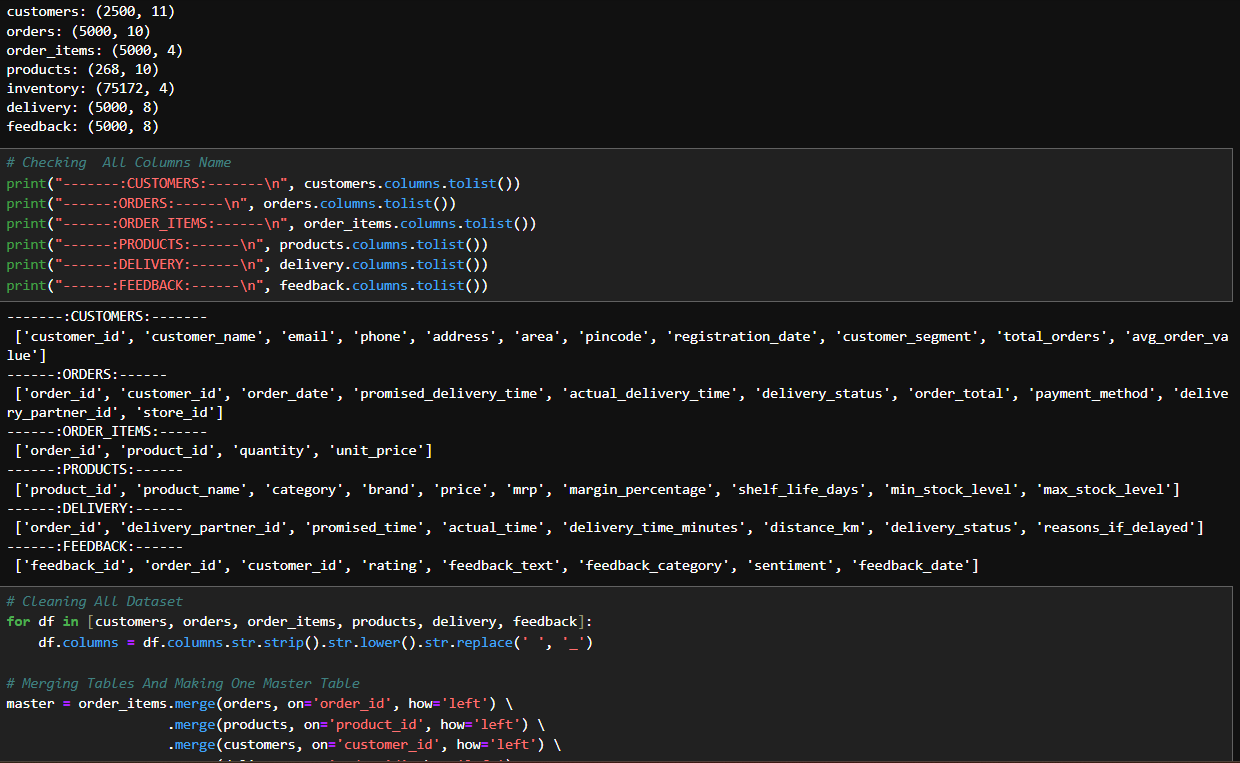 customers: (2500, 11)
orders: (5000, 10)
order_items: (5000, 4)
products: (268, 10)
inventory: (75172, 4)
delivery: (5000, 8)
feedback: (5000, 8)
# Checking  All Columns Name
print("-------:CUSTOMERS:-------\n", customers.columns.tolist())
print("------:ORDERS:------\n", orders.columns.tolist())
print("------:ORDER_ITEMS:------\n", order_items.columns.tolist())
print("------:PRODUCTS:------\n", products.columns.tolist())
print("------:DELIVERY:------\n", delivery.columns.tolist())
print("------:FEEDBACK:------\n", feedback.columns.tolist())
-------:CUSTOMERS:-------
 ['customer_id', 'customer_name', 'email', 'phone', 'address', 'area', 'pincode', 'registration_date', 'customer_segment', 'total_orders', 'avg_order_va
lue']
------:ORDERS:------
 ['order_id', 'customer_id', 'order_date', 'promised_delivery_time', 'actual_delivery_time', 'delivery_status', 'order_total', 'payment_method', 'delive
ry_partner_id', 'store_id']
------:ORDER_ITEMS:------
 ['order_id', 'product_id', 'quantity', 'unit_price']
------:PRODUCTS:------
 ['product_id', 'product_name', 'category', 'brand', 'price', 'mrp', 'margin_percentage', 'shelf_life_days', 'min_stock_level', 'max_stock_level']
------:DELIVERY:------
 ['order_id', 'delivery_partner_id', 'promised_time', 'actual_time', 'delivery_time_minutes', 'distance_km', 'delivery_status', 'reasons_if_delayed']
------:FEEDBACK:------
 ['feedback_id', 'order_id', 'customer_id', 'rating', 'feedback_text', 'feedback_category', 'sentiment', 'feedback_date']
# Cleaning All Dataset
for df in [customers, orders, order_items, products, delivery, feedback]:
    df.columns = df.columns.str.strip().str.lower().str.replace(' ', '_')
# Merging Tables And Making One Master Table
master = order_items.merge(orders, on='order_id', how='left') \
                    .merge(products, on='product_id', how='left') \
                    .merge(customers, on='customer_id', how='left') \